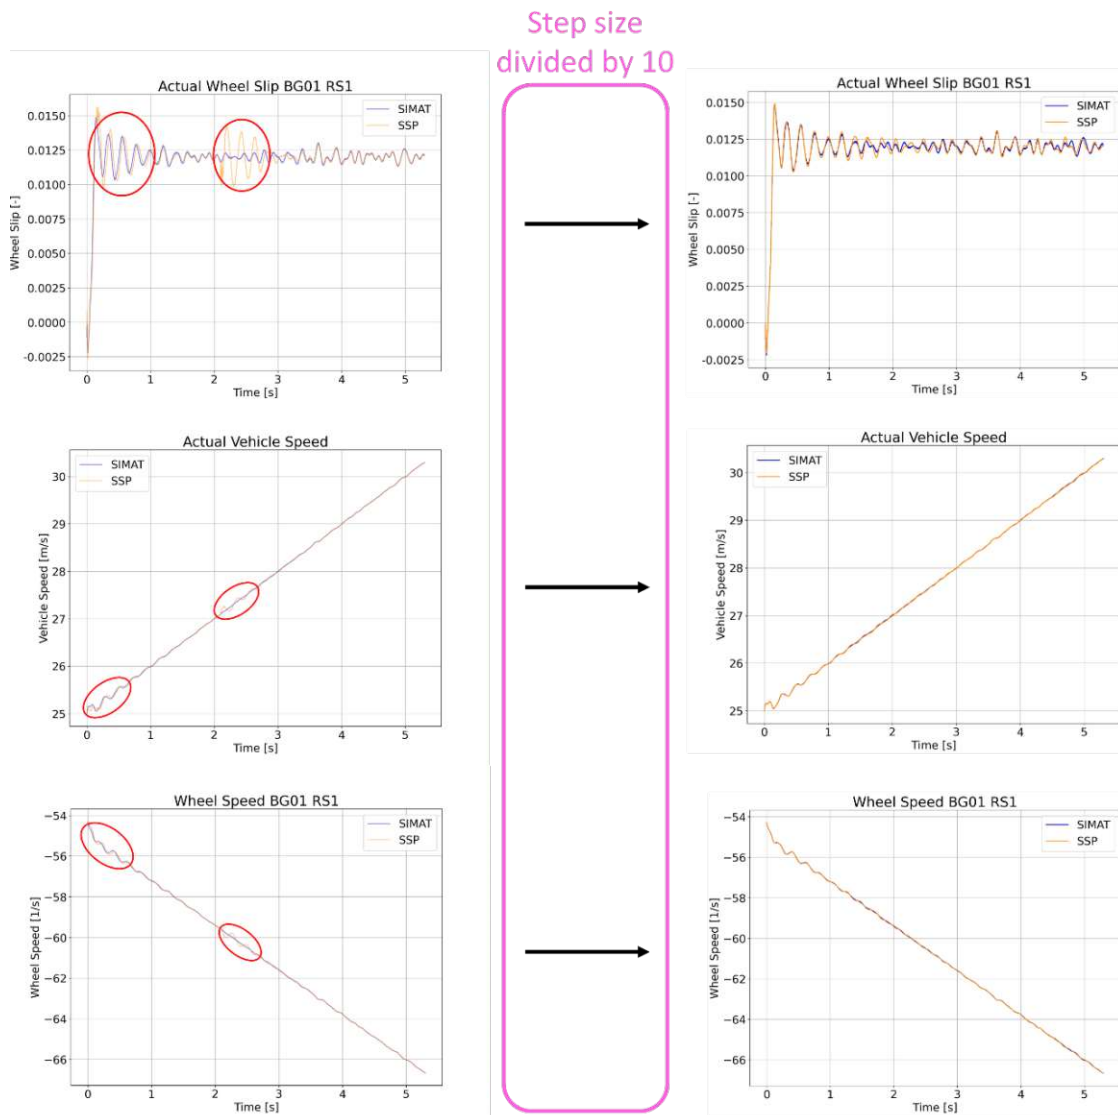 Step size
divided by 10
Actual Wheel Slip BG01 RS1
SIMAT
SSP
0.0150
0.0125
0.0100
0.0075
0.0050
0.0025
0.0000
-0.0025
Wheel Slip [-]
0 1 2 3 4 5
Time [s]
Actual Wheel Slip BG01 RS1
SIMAT
SSP
0.0150
0.0125
0.0100
0.0075
0.0050
0.0025
0.0000
-0.0025
Wheel Slip [-]
0 1 2 3 4 5
Time [s]
Actual Vehicle Speed
SIMAT
SSP
30
29
28
27
26
25
Vehicle Speed [m/s]
0 1 2 3 4 5
Time [s]
Actual Vehicle Speed
SIMAT
SSP
30
29
28
27
26
25
Vehicle Speed [m/s]
0 1 2 3 4 5
Time [s]
Wheel Speed BG01 RS1
SIMAT
SSP
−54
−56
−58
−60
−62
−64
−66
Wheel Speed [1/s]
0 1 2 3 4 5
Time [s]
Wheel Speed BG01 RS1
SIMAT
SSP
−54
−56
−58
−60
−62
−64
−66
Wheel Speed [1/s]
0 1 2 3 4 5
Time [s]